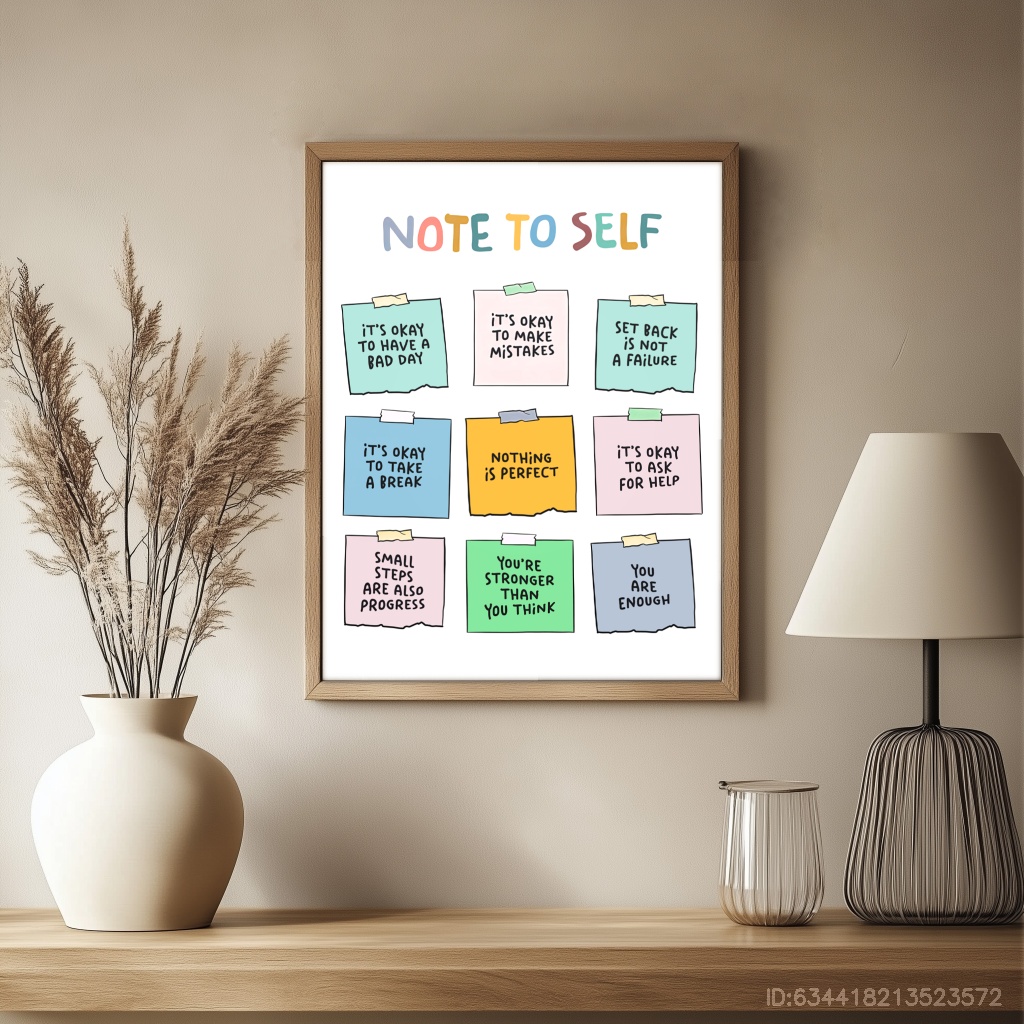 NOTE TO SELF
IT'S OKAY
TO HAVE A
BAD DAY
IT'S OKAY
TO MAKE
MISTAKES
SET BACK
IS NOT
A FAILURE
IT'S OKAY
TO TAKE
A BREAK
NOTHING
IS PERFECT
IT'S OKAY
TO ASK
FOR HELP
SMALL
STEPS
ARE ALSO
PROGRESS
YOU'RE
STRONGER
THAN
YOU THINK
YOU
ARE
ENOUGH
ID:634418213523572